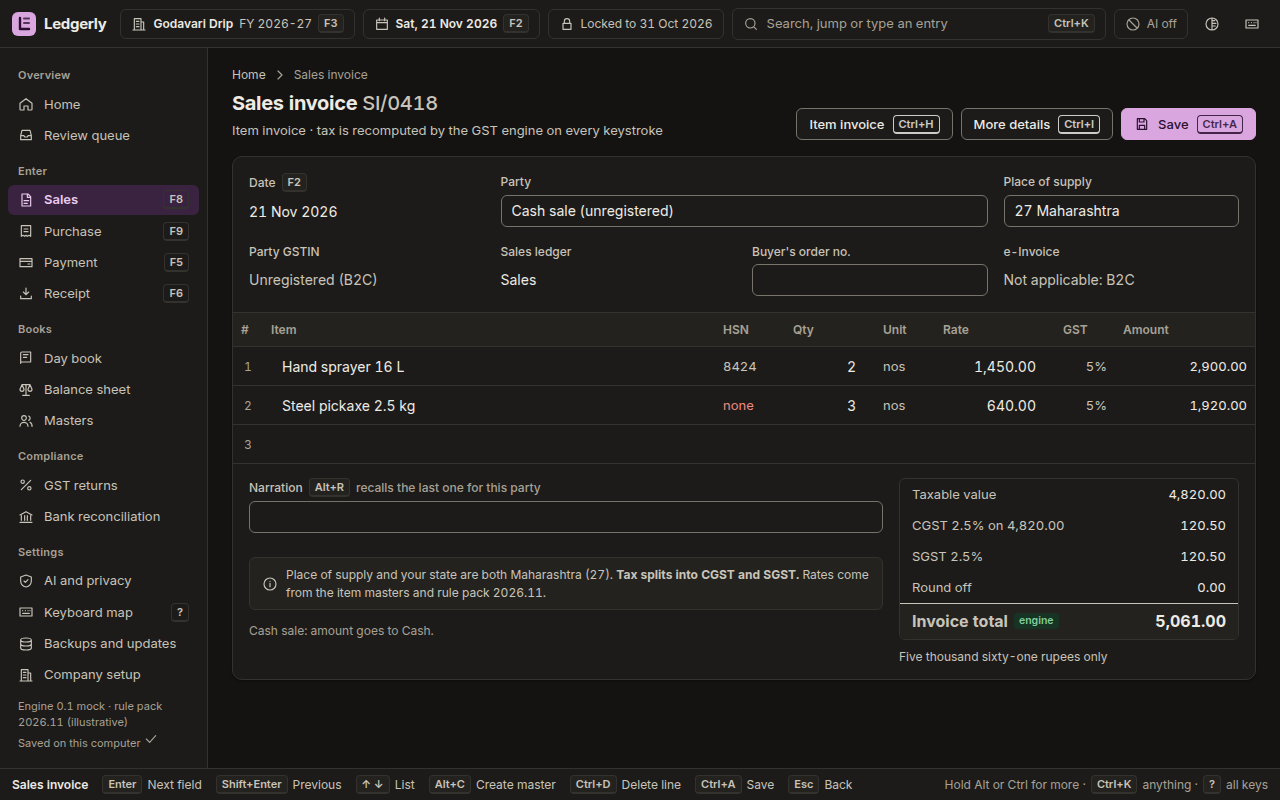 Ledgerly
Godavari Drip FY 2026-27 F3
Sat, 21 Nov 2026 F2
Locked to 31 Oct 2026
Search, jump or type an entry Ctrl+K
AI off
Overview
Home
Review queue
Enter
Sales F8
Purchase F9
Payment F5
Receipt F6
Books
Day book
Balance sheet
Masters
Compliance
GST returns
Bank reconciliation
Settings
AI and privacy
Keyboard map ?
Backups and updates
Company setup
Engine 0.1 mock · rule pack
2026.11 (illustrative)
Saved on this computer
Home > Sales invoice
Sales invoice SI/0418
Item invoice · tax is recomputed by the GST engine on every keystroke
Item invoice Ctrl+H
More details Ctrl+I
Save Ctrl+A
Date F2
21 Nov 2026
Party
Cash sale (unregistered)
Place of supply
27 Maharashtra
Party GSTIN
Unregistered (B2C)
Sales ledger
Sales
Buyer's order no.
e-Invoice
Not applicable: B2C
# Item HSN Qty Unit Rate GST Amount
1 Hand sprayer 16 L 8424 2 nos 1,450.00 5% 2,900.00
2 Steel pickaxe 2.5 kg none 3 nos 640.00 5% 1,920.00
3
Narration Alt+R recalls the last one for this party
Place of supply and your state are both Maharashtra (27). Tax splits into CGST and SGST. Rates come
from the item masters and rule pack 2026.11.
Cash sale: amount goes to Cash.
Taxable value 4,820.00
CGST 2.5% on 4,820.00 120.50
SGST 2.5% 120.50
Round off 0.00
Invoice total engine 5,061.00
Five thousand sixty-one rupees only
Sales invoice Enter Next field Shift+Enter Previous ↑↓ List Alt+C Create master Ctrl+D Delete line Ctrl+A Save Esc Back Hold Alt or Ctrl for more · Ctrl+K anything · ? all keys